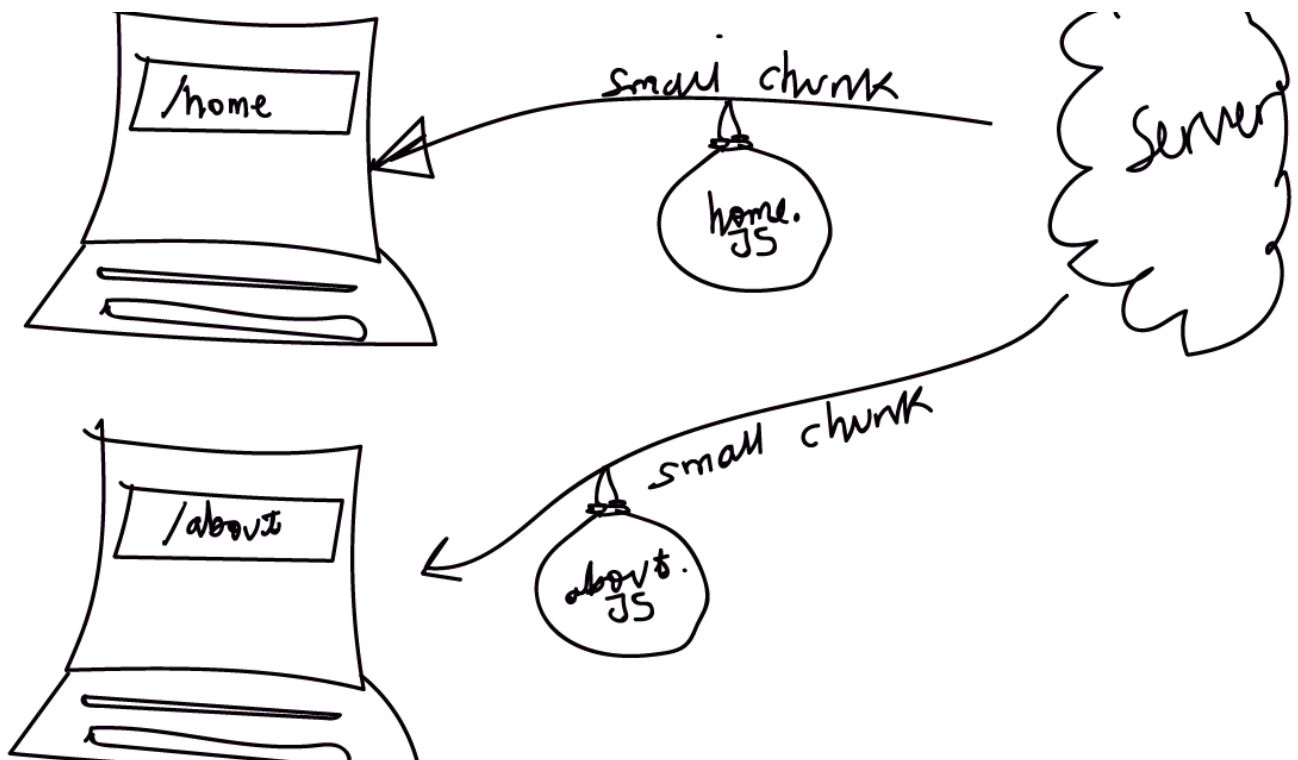 /home
small chunk
home.
JS
Server
/about
small chunk
about.
JS